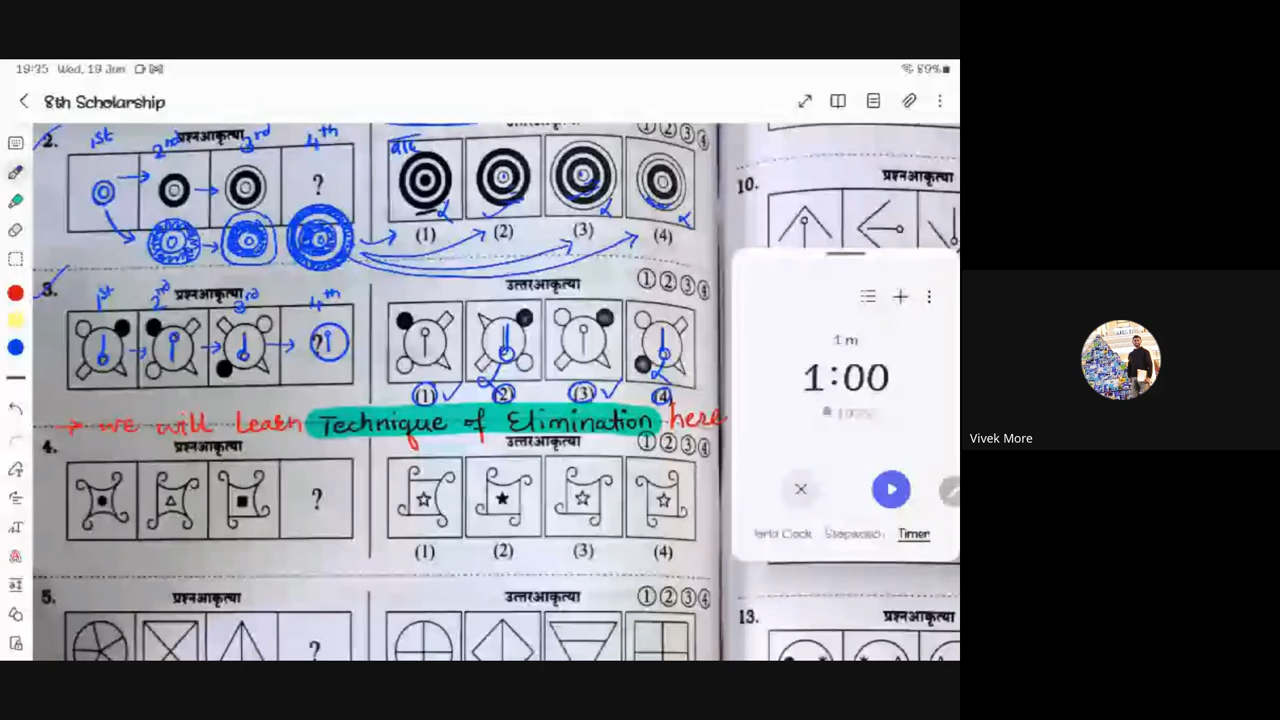 19:35 Wed, 19 Jun
89%
8th Scholarship
2.
प्रश्नआकृत्या
1st
2nd
3rd
4th
①②③④
?
(1) (2) (3) (4)
3.
प्रश्नआकृत्या
उत्तरआकृत्या
①②③④
1st
2nd
3rd
4th
?
(1) (2) (3) (4)
→ we will learn Technique of Elimination here
4.
प्रश्नआकृत्या
उत्तरआकृत्या
①②③④
?
(1) (2) (3) (4)
5.
प्रश्नआकृत्या
उत्तरआकृत्या
①②③④
?
10.
प्रश्नआकृत्या
1 m
1:00
Stopwatch Timer
13.
प्रश्नआकृत्या
Vivek More